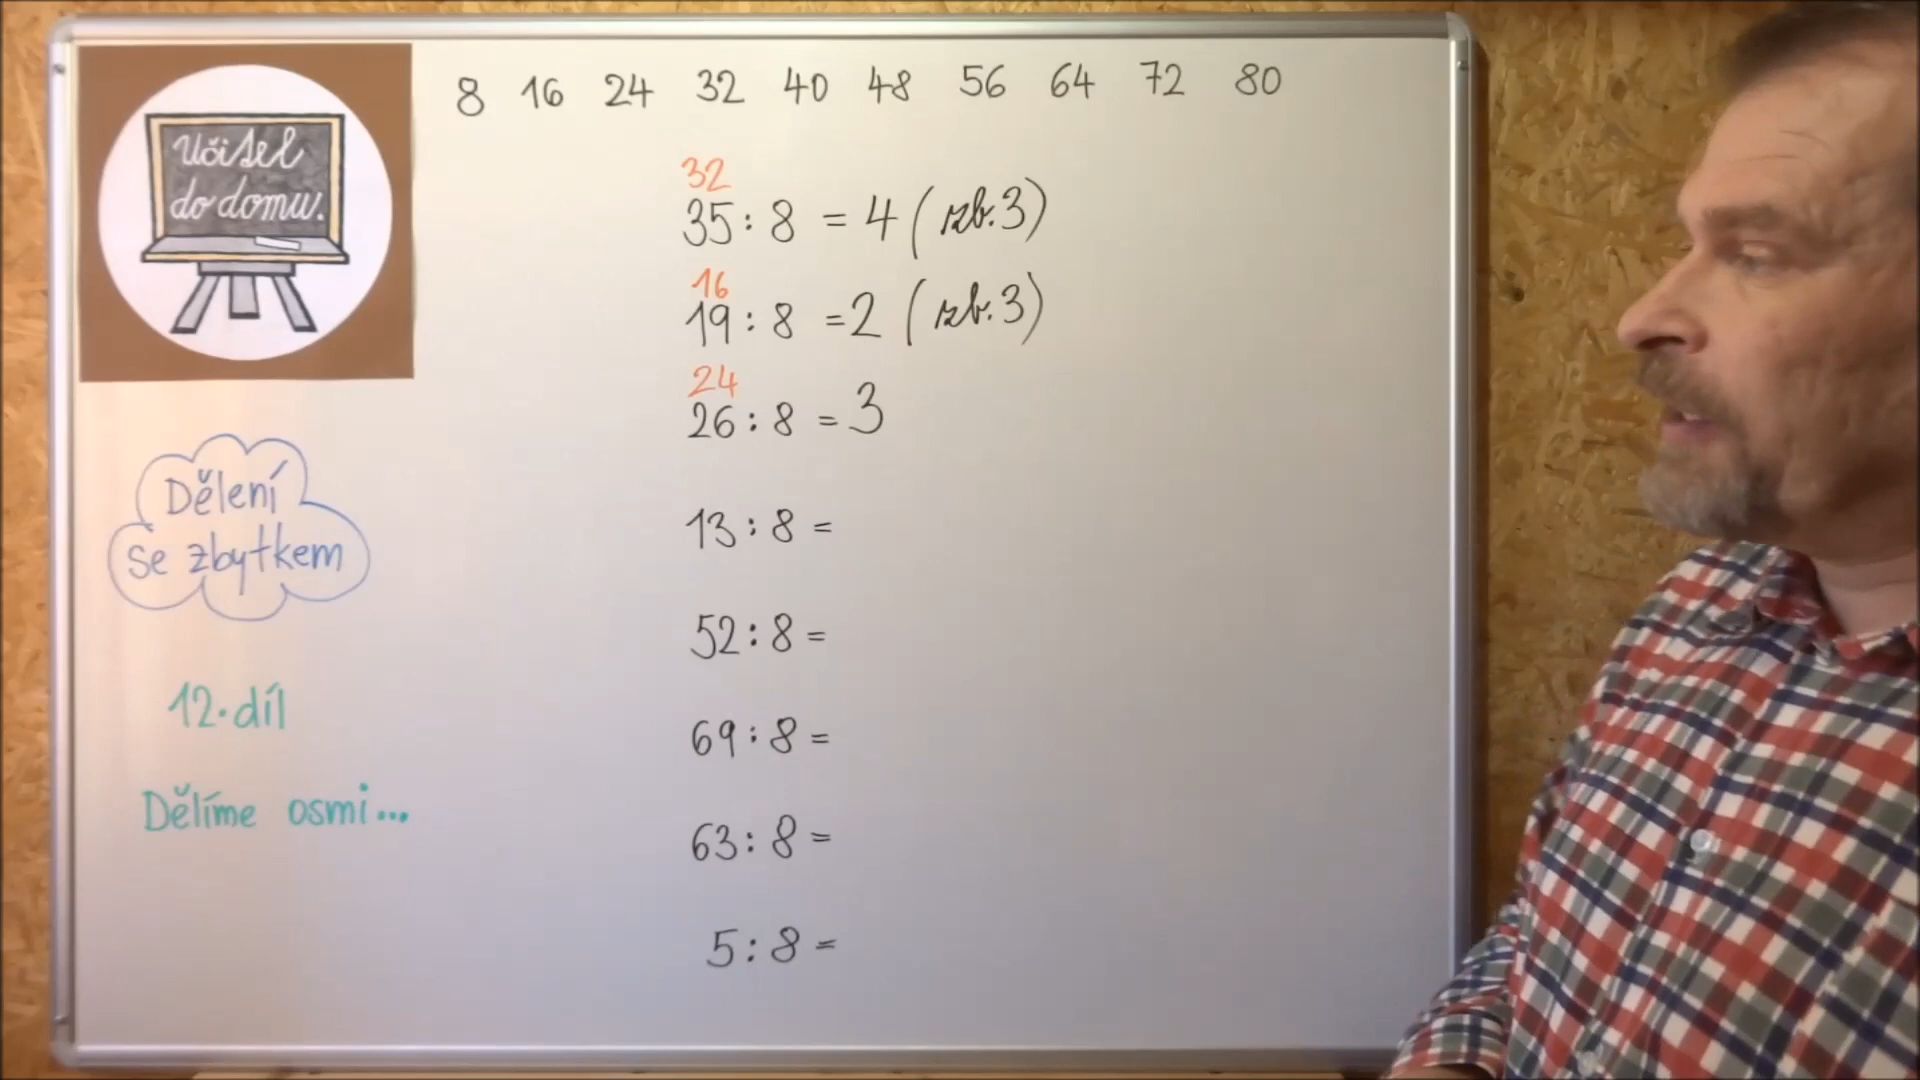 Učitel
do domu.
8 16 24 32 40 48 56 64 72 80
32
35 : 8 = 4 (zb. 3)
16
19 : 8 = 2 (zb. 3)
24
26 : 8 = 3
13 : 8 =
52 : 8 =
69 : 8 =
63 : 8 =
5 : 8 =
Dělení
se zbytkem
12. díl
Dělíme osmi...